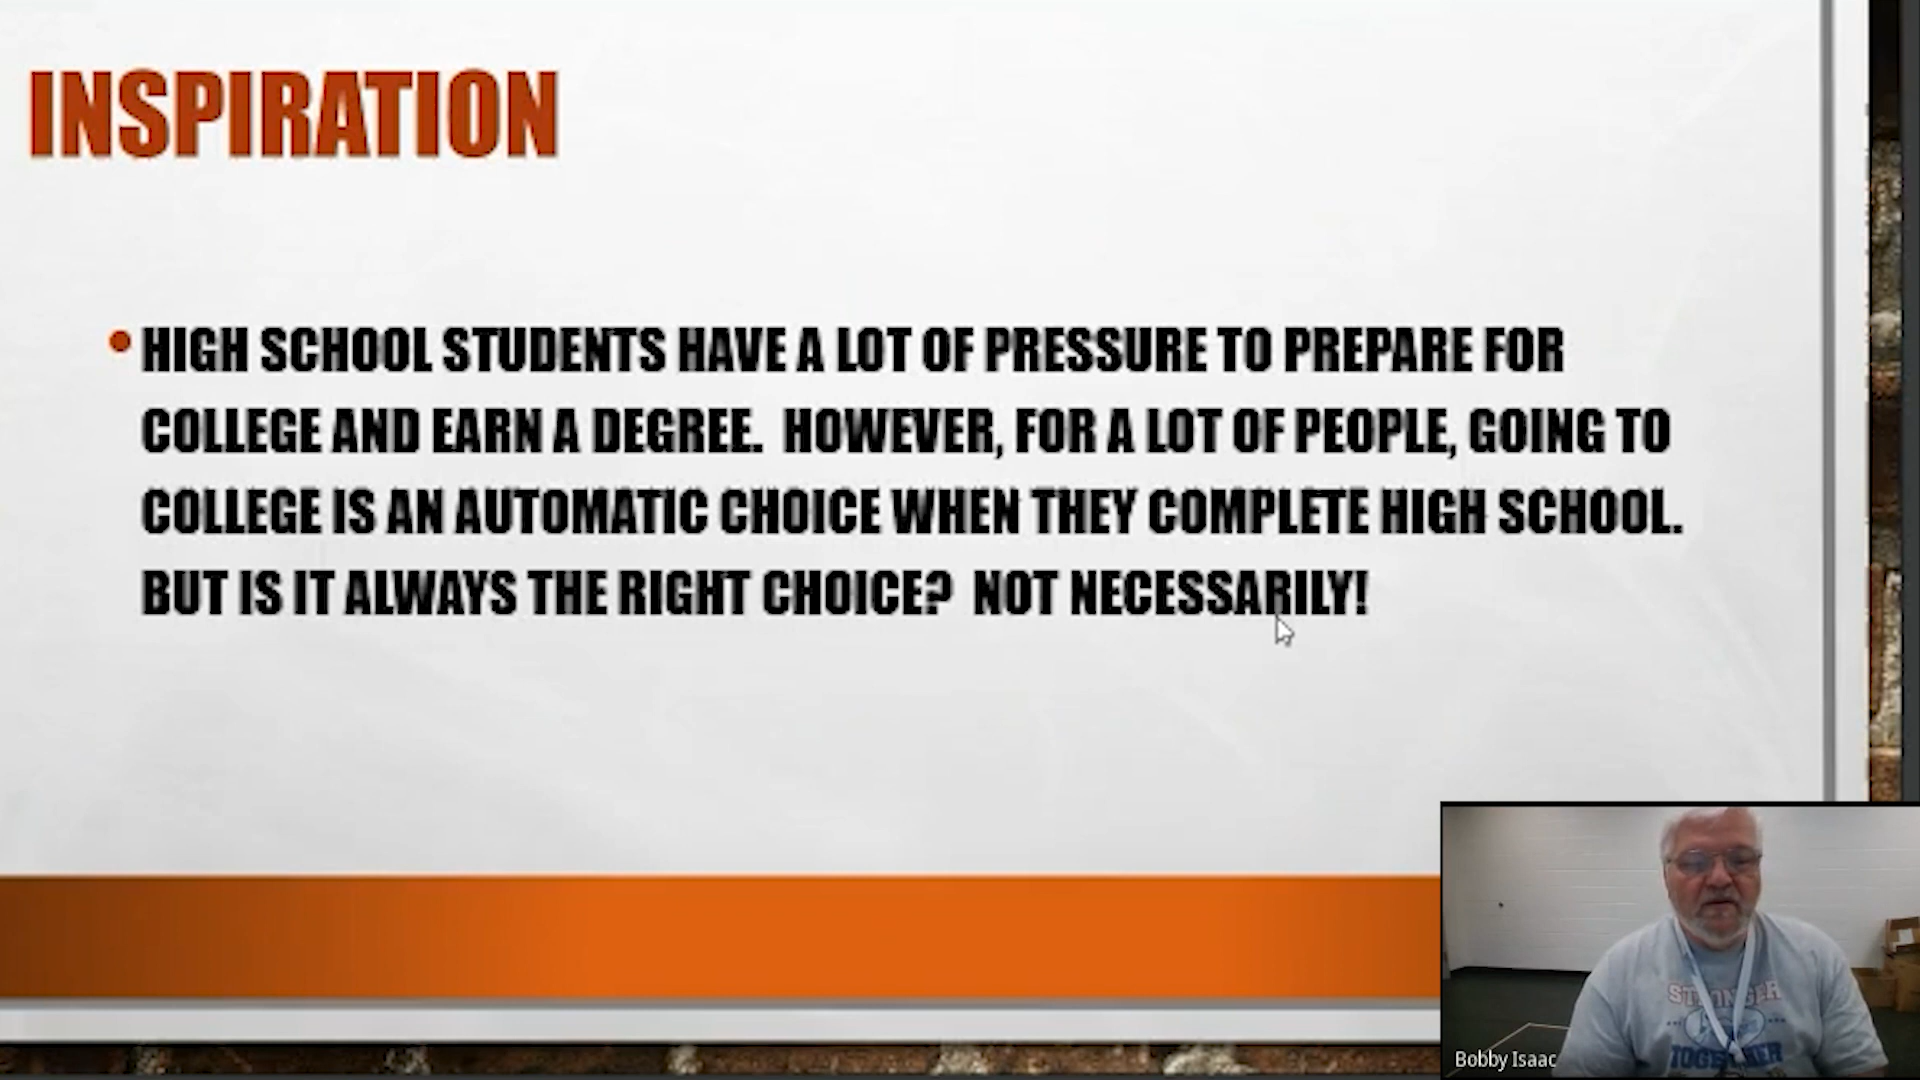 INSPIRATION
• HIGH SCHOOL STUDENTS HAVE A LOT OF PRESSURE TO PREPARE FOR
COLLEGE AND EARN A DEGREE. HOWEVER, FOR A LOT OF PEOPLE, GOING TO
COLLEGE IS AN AUTOMATIC CHOICE WHEN THEY COMPLETE HIGH SCHOOL.
BUT IS IT ALWAYS THE RIGHT CHOICE? NOT NECESSARILY!
STRONGER
TOGETHER
Bobby Isaac